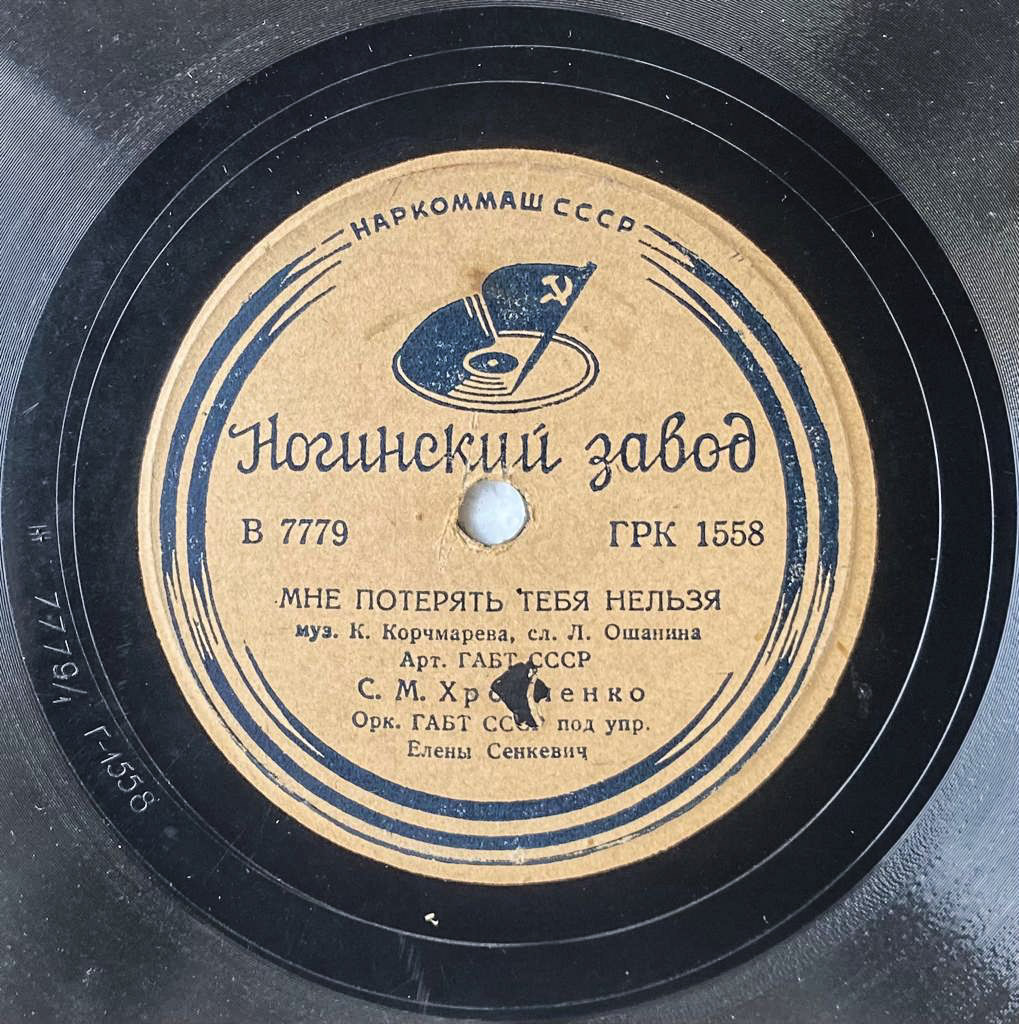 НАРКОММАШ СССР
Ногинский завод
В 7779 ГРК 1558
МНЕ ПОТЕРЯТЬ ТЕБЯ НЕЛЬЗЯ
муз. К. Корчмарева, сл. Л. Ошанина
Арт. ГАБТ СССР
С. М.
Орк. ГАБТ СССР под упр.
Елены Сенкевич
7779/1 Г-1558